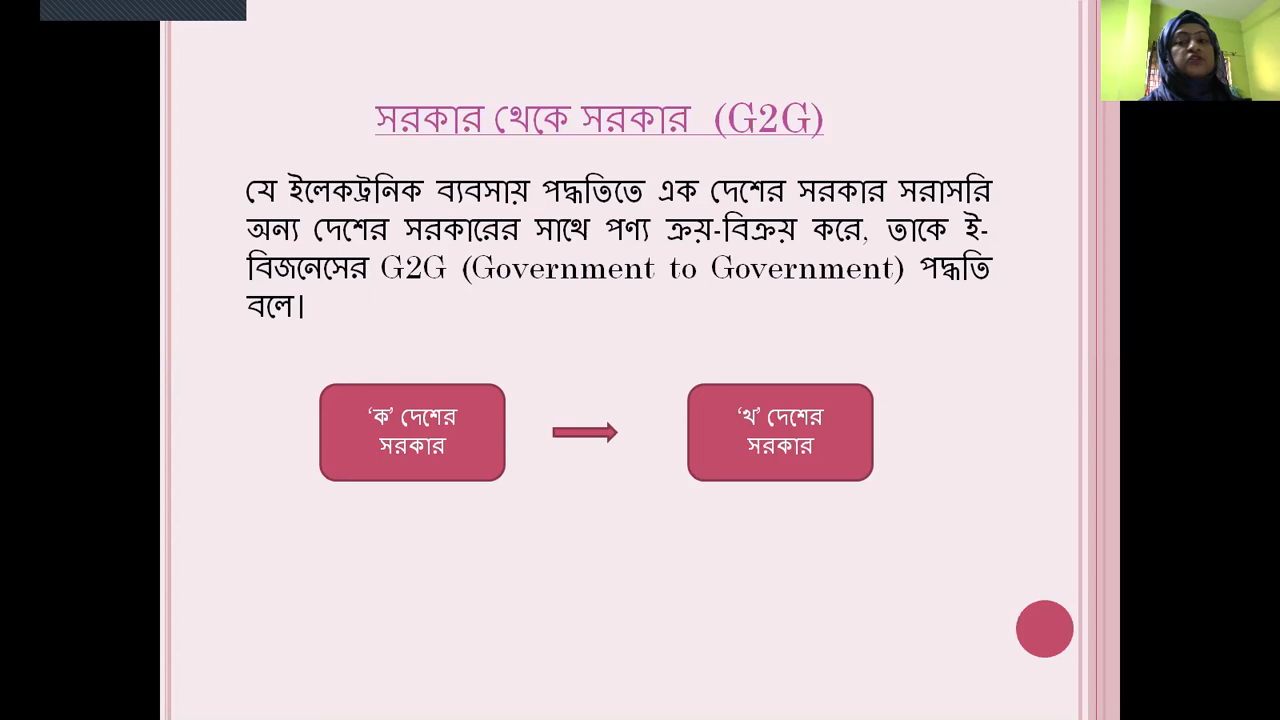 সরকার থেকে সরকার (G2G)
যে ইলেকট্রনিক ব্যবসায় পদ্ধতিতে এক দেশের সরকার সরাসরি
অন্য দেশের সরকারের সাথে পণ্য ক্রয়-বিক্রয় করে, তাকে ই-
বিজনেসের G2G (Government to Government) পদ্ধতি
বলে।
‘ক’ দেশের
সরকার
‘খ’ দেশের
সরকার